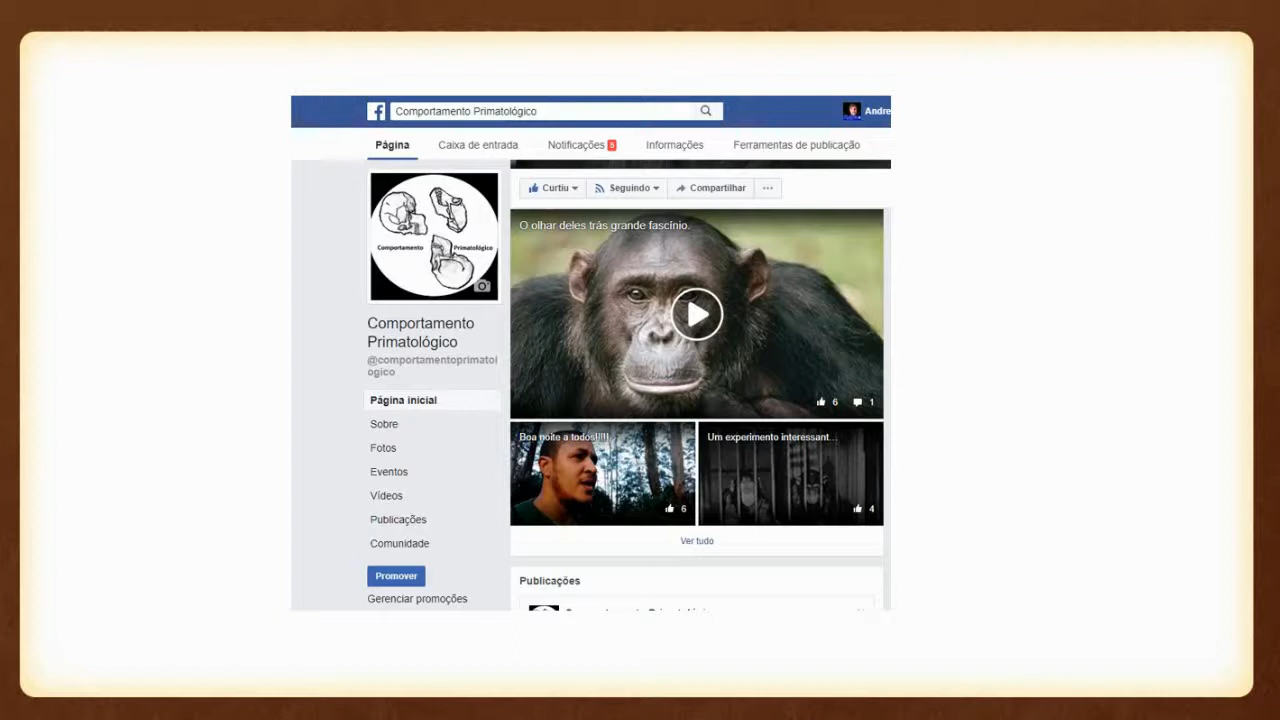 Comportamento Primatológico
Andre
Página
Caixa de entrada
Notificações 5
Informações
Ferramentas de publicação
Curtiu
Seguindo
Compartilhar
Comportamento
Primatológico
Comportamento
Primatológico
@comportamentoprimatol
ogico
Página inicial
Sobre
Fotos
Eventos
Vídeos
Publicações
Comunidade
Promover
Gerenciar promoções
O olhar deles trás grande fascínio.
6 1
Boa noite a todos!!!!!
6
Um experimento interessant...
4
Ver tudo
Publicações